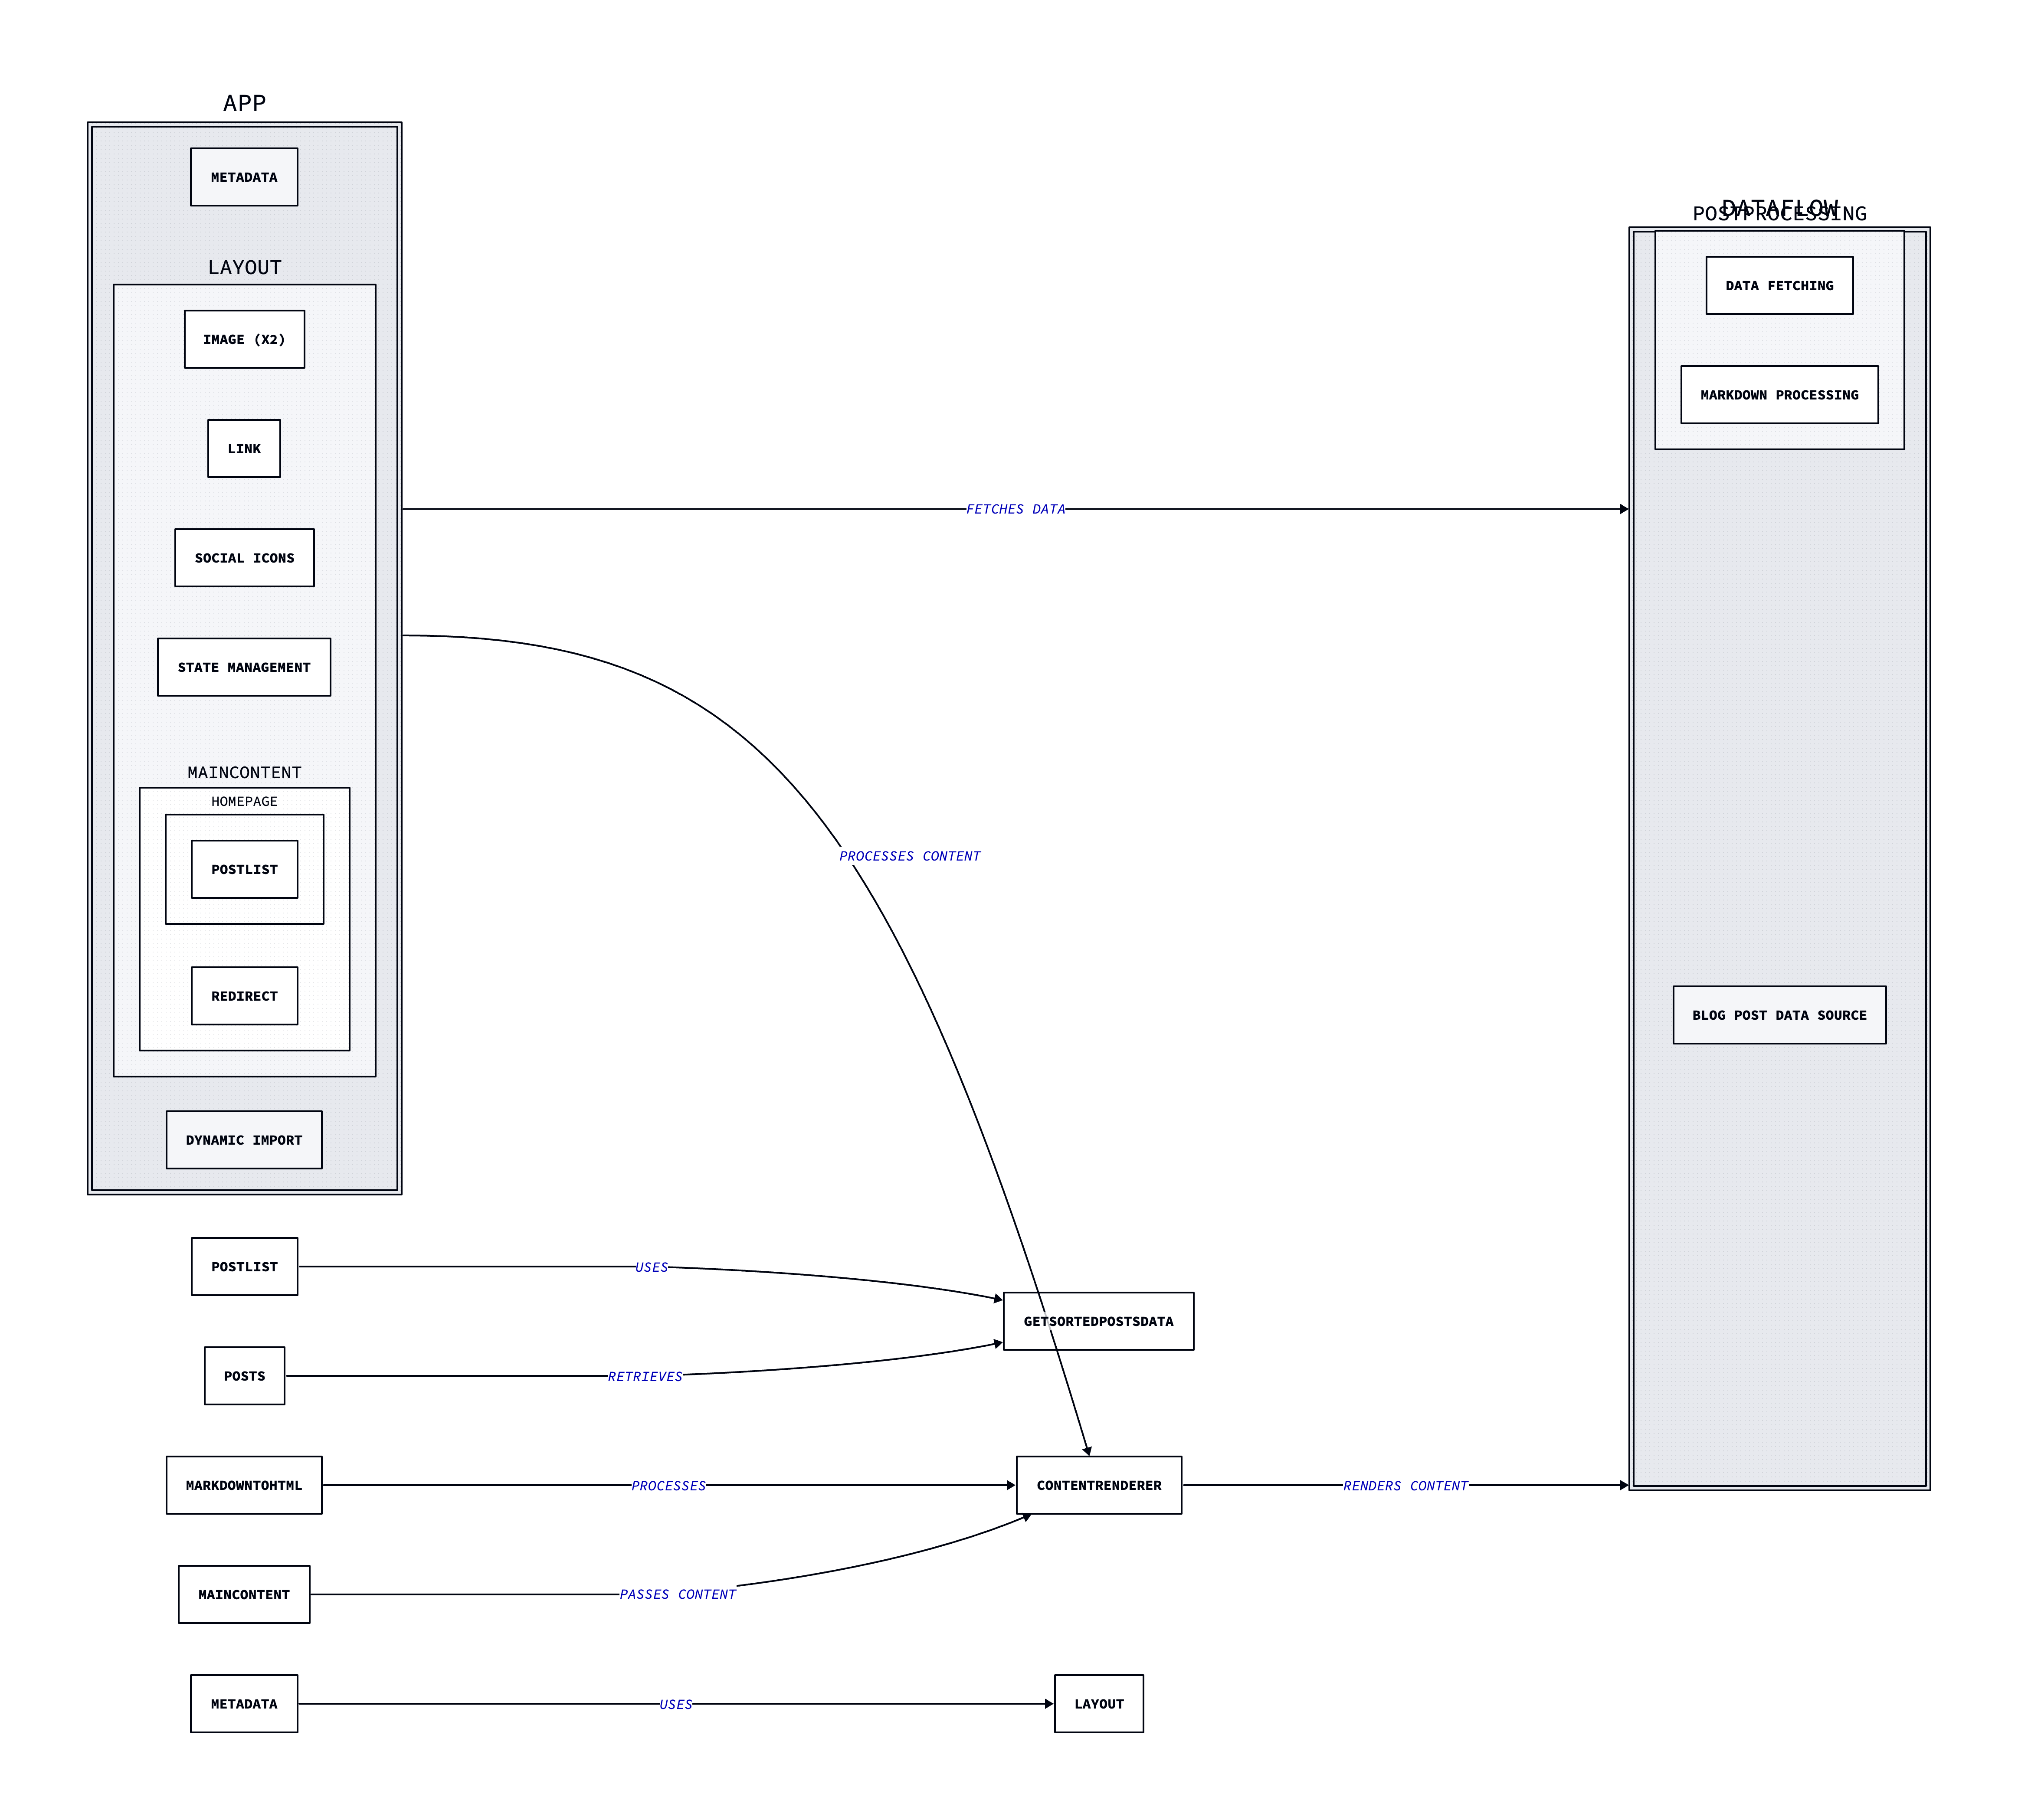 APP
METADATA
LAYOUT
IMAGE (X2)
LINK
SOCIAL ICONS
STATE MANAGEMENT
MAINCONTENT
HOMEPAGE
POSTLIST
REDIRECT
DYNAMIC IMPORT
FETCHES DATA
PROCESSES CONTENT
DATAFLOW
POSTPROCESSING
DATA FETCHING
MARKDOWN PROCESSING
BLOG POST DATA SOURCE
POSTLIST
USES
GETSORTEDPOSTSDATA
POSTS
RETRIEVES
MARKDOWNTOHTML
PROCESSES
CONTENTRENDERER
RENDERS CONTENT
MAINCONTENT
PASSES CONTENT
METADATA
USES
LAYOUT